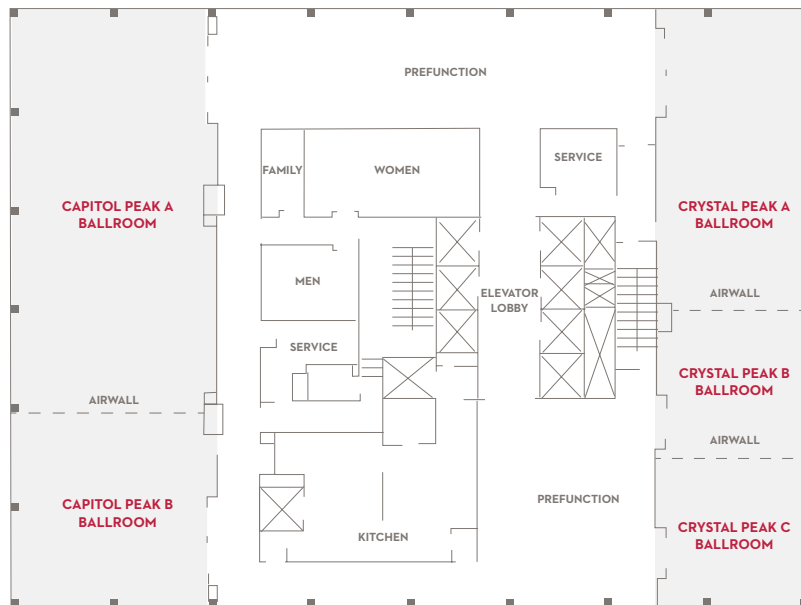 PREFUNCTION
FAMILY
WOMEN
SERVICE
CAPITOL PEAK A
BALLROOM
CRYSTAL PEAK A
BALLROOM
MEN
ELEVATOR
LOBBY
AIRWALL
SERVICE
CRYSTAL PEAK B
BALLROOM
AIRWALL
AIRWALL
CAPITOL PEAK B
BALLROOM
PREFUNCTION
KITCHEN
CRYSTAL PEAK C
BALLROOM